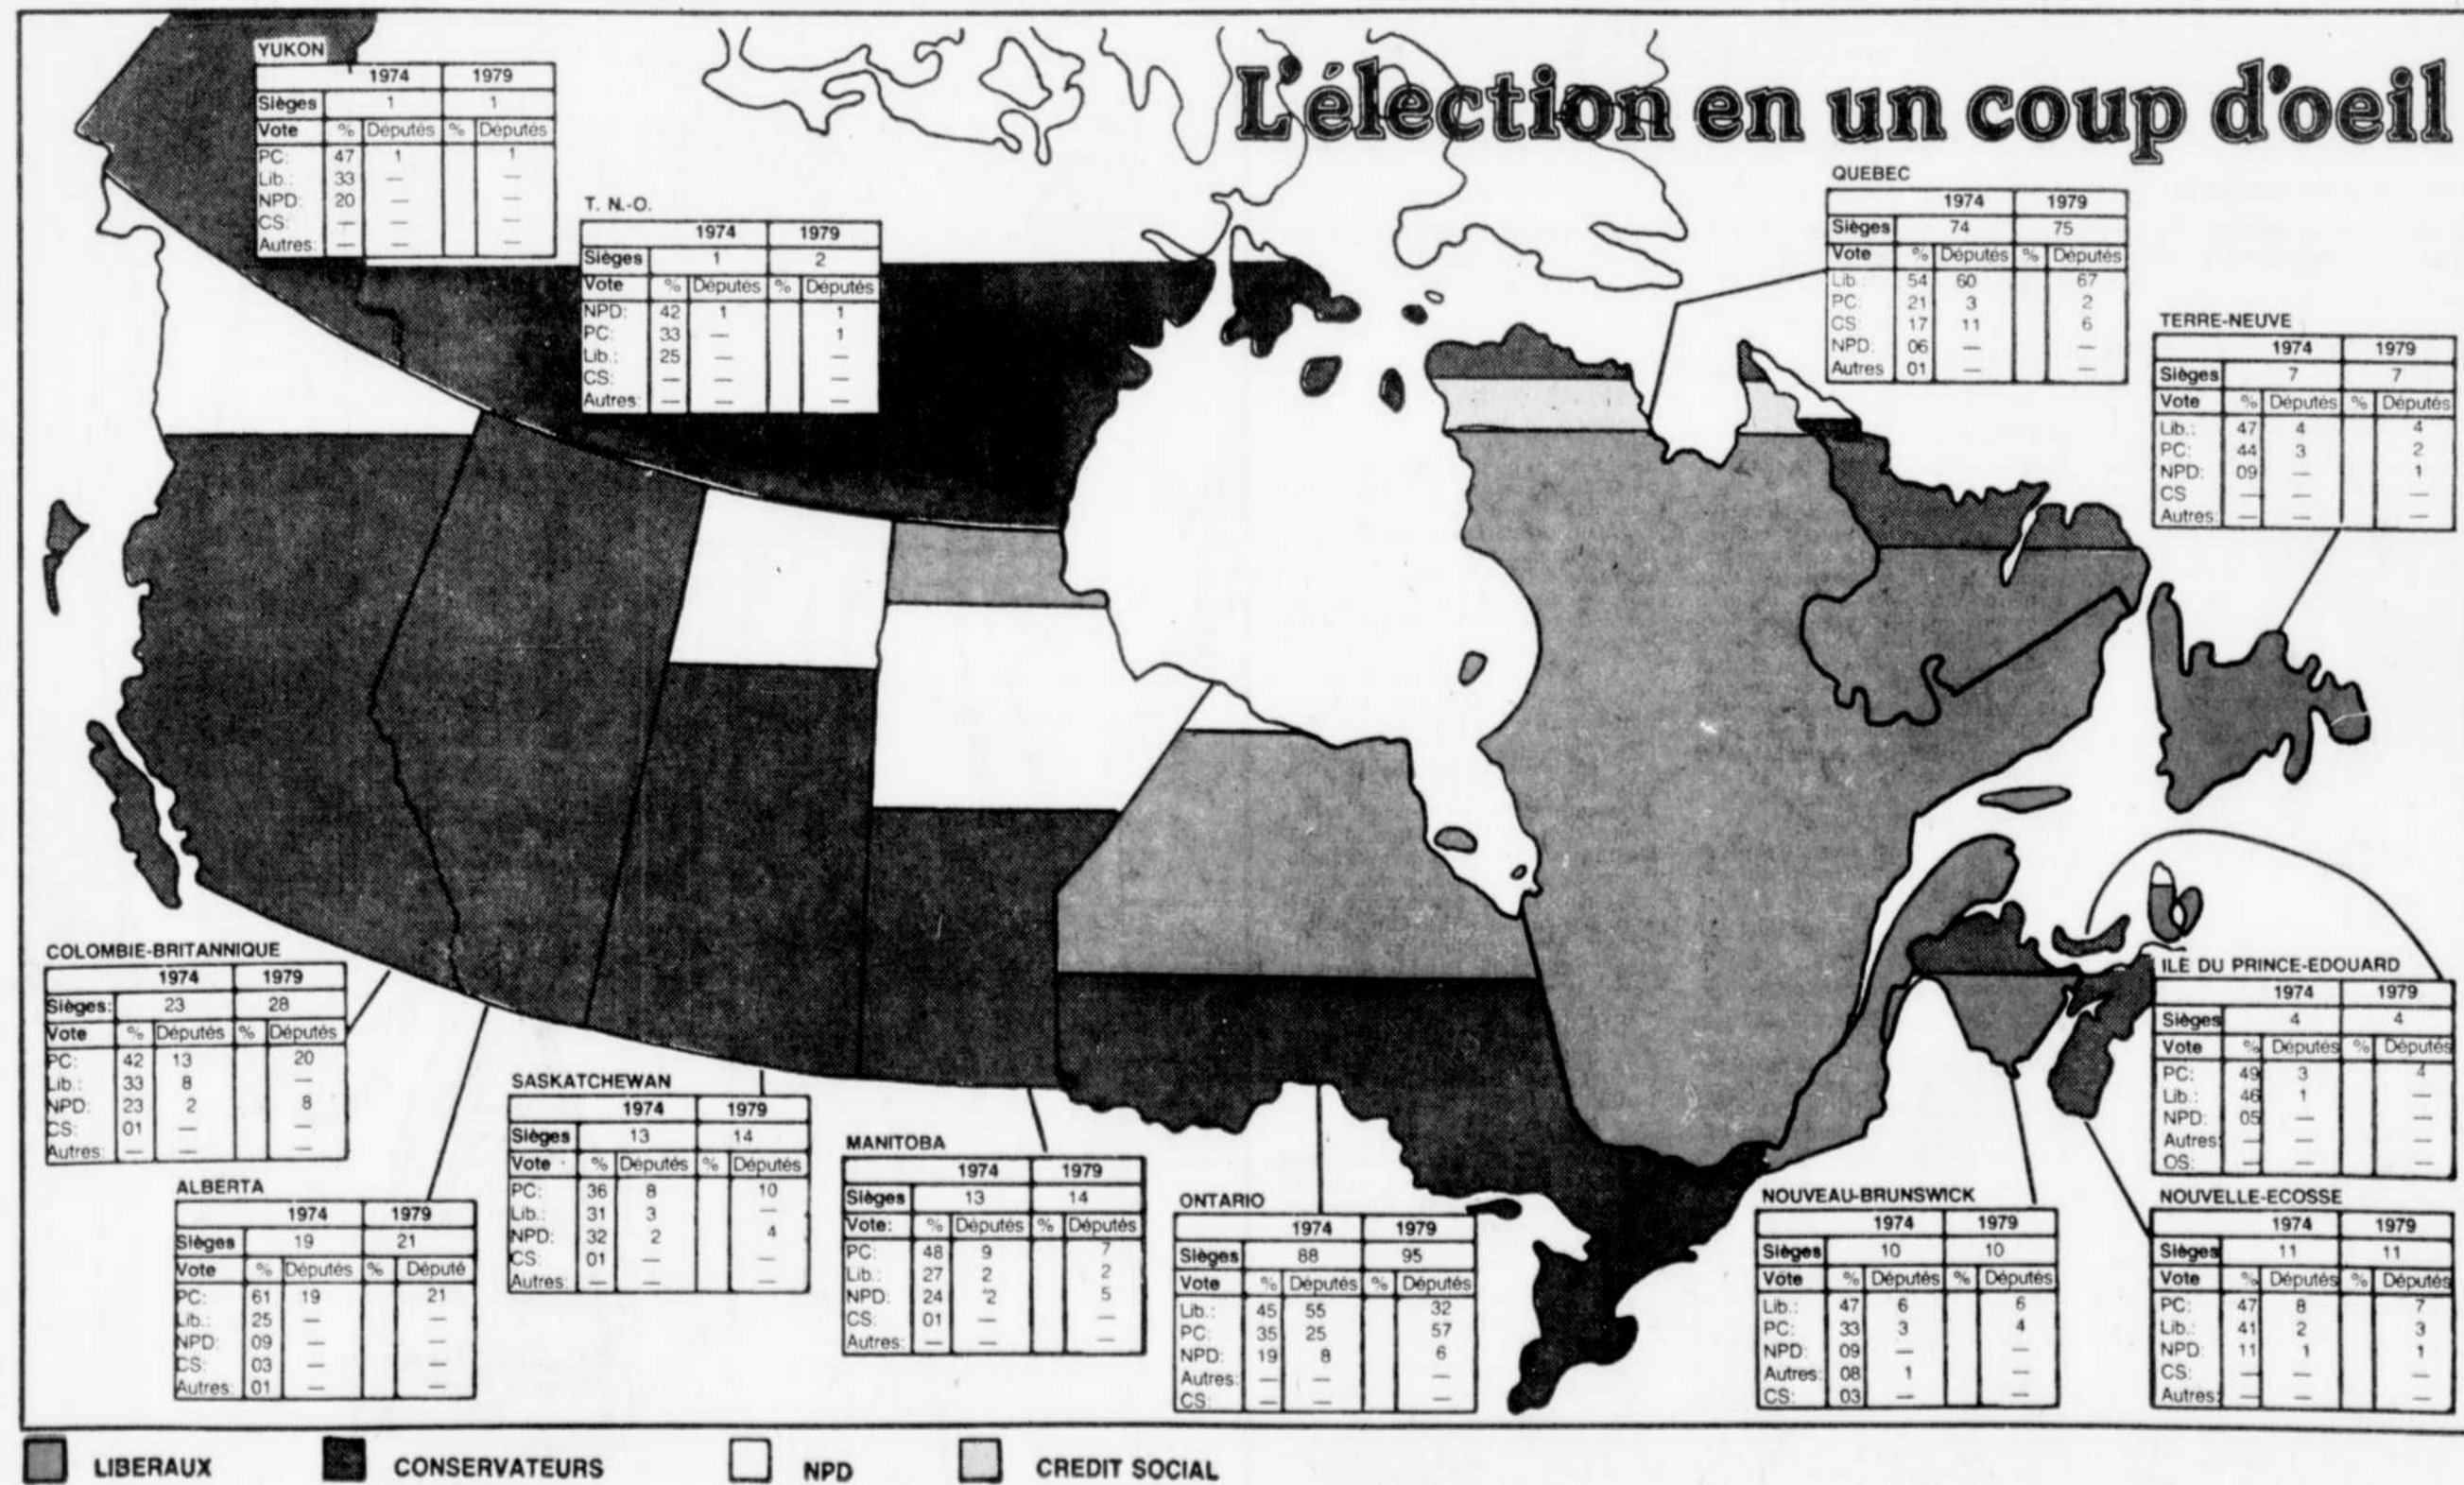 L'élection en un coup d'oeil
YUKON
1974 1979
Sièges 1 1
Vote % Députés % Députés
PC: 47 1 1
Lib.: 33 — —
NPD: 20 — —
CS: — — —
Autres: — — —
T. N.-O.
1974 1979
Sièges 1 2
Vote % Députés % Députés
NPD: 42 1 1
PC: 33 — 1
Lib.: 25 — —
CS: — — —
Autres: — — —
QUEBEC
1974 1979
Sièges 74 75
Vote % Députés % Députés
Lib.: 54 60 67
PC: 21 3 2
CS: 17 11 6
NPD: 06 — —
Autres 01 — —
TERRE-NEUVE
1974 1979
Sièges 7 7
Vote % Députés % Députés
Lib.: 47 4 4
PC: 44 3 2
NPD: 09 — 1
CS — — —
Autres: — — —
COLOMBIE-BRITANNIQUE
1974 1979
Sièges: 23 28
Vote % Députés % Députés
PC: 42 13 20
Lib.: 33 8 —
NPD: 23 2 8
CS: 01 — —
Autres: — — —
ALBERTA
1974 1979
Sièges 19 21
Vote % Députés % Député
PC: 61 19 21
Lib.: 25 — —
NPD: 09 — —
CS: 03 — —
Autres: 01 — —
SASKATCHEWAN
1974 1979
Sièges 13 14
Vote % Députés % Députés
PC: 36 8 10
Lib.: 31 3 —
NPD: 32 2 4
CS: 01 — —
Autres: — — —
MANITOBA
1974 1979
Sièges 13 14
Vote: % Députés % Députés
PC: 48 9 7
Lib.: 27 2 2
NPD: 24 2 5
CS: 01 — —
Autres: — — —
ONTARIO
1974 1979
Sièges 88 95
Vote % Députés % Députés
Lib.: 45 55 32
PC: 35 25 57
NPD: 19 8 6
Autres: — — —
CS: — — —
NOUVEAU-BRUNSWICK
1974 1979
Sièges 10 10
Vote % Députés % Députés
Lib.: 47 6 6
PC: 33 3 4
NPD: 09 — —
Autres: 08 1 —
CS: 03 — —
ILE DU PRINCE-EDOUARD
1974 1979
Sièges 4 4
Vote % Députés % Députés
PC: 49 3 4
Lib.: 46 1 —
NPD: 05 — —
Autres: — — —
OS: — — —
NOUVELLE-ECOSSE
1974 1979
Sièges 11 11
Vote % Députés % Députés
PC: 47 8 7
Lib.: 41 2 3
NPD: 11 1 1
CS: — — —
Autres: — — —
LIBERAUX CONSERVATEURS NPD CREDIT SOCIAL